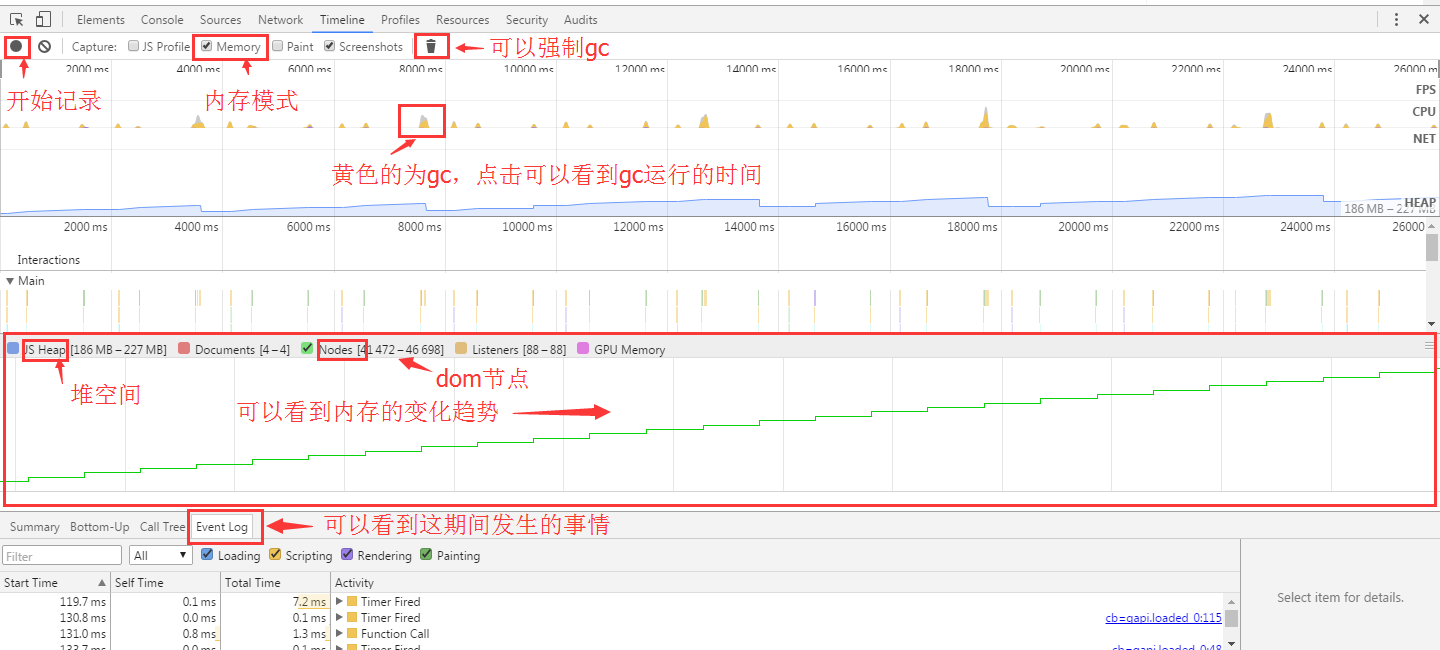 Elements Console Sources Network Timeline Profiles Resources Security Audits
Capture: JS Profile Memory Paint Screenshots 可以强制gc
2000 ms 4000 ms 6000 ms 8000 ms 10000 ms 12000 ms 14000 ms 16000 ms 18000 ms 20000 ms 22000 ms 24000 ms 26000 m
FPS
开始记录 内存模式
CPU
NET
黄色的为gc，点击可以看到gc运行的时间
HEAP
186 MB – 227 MB
2000 ms 4000 ms 6000 ms 8000 ms 10000 ms 12000 ms 14000 ms 16000 ms 18000 ms 20000 ms 22000 ms 24000 ms 26000
Interactions
Main
JS Heap [186 MB – 227 MB] Documents [4 – 4] Nodes [41 472 – 46 698] Listeners [88 – 88] GPU Memory
dom节点
堆空间
可以看到内存的变化趋势
Summary Bottom-Up Call Tree Event Log 可以看到这期间发生的事情
Filter All Loading Scripting Rendering Painting
Start Time Self Time Total Time Activity
119.7 ms 0.1 ms 7.2 ms Timer Fired
Select item for details.
130.8 ms 0.0 ms 0.1 ms Timer Fired cb=gapi.loaded_0:115
131.0 ms 0.8 ms 1.3 ms Function Call
133.7 ms 0.0 ms 0.1 ms Timer Fired cb=gapi.loaded_0:48